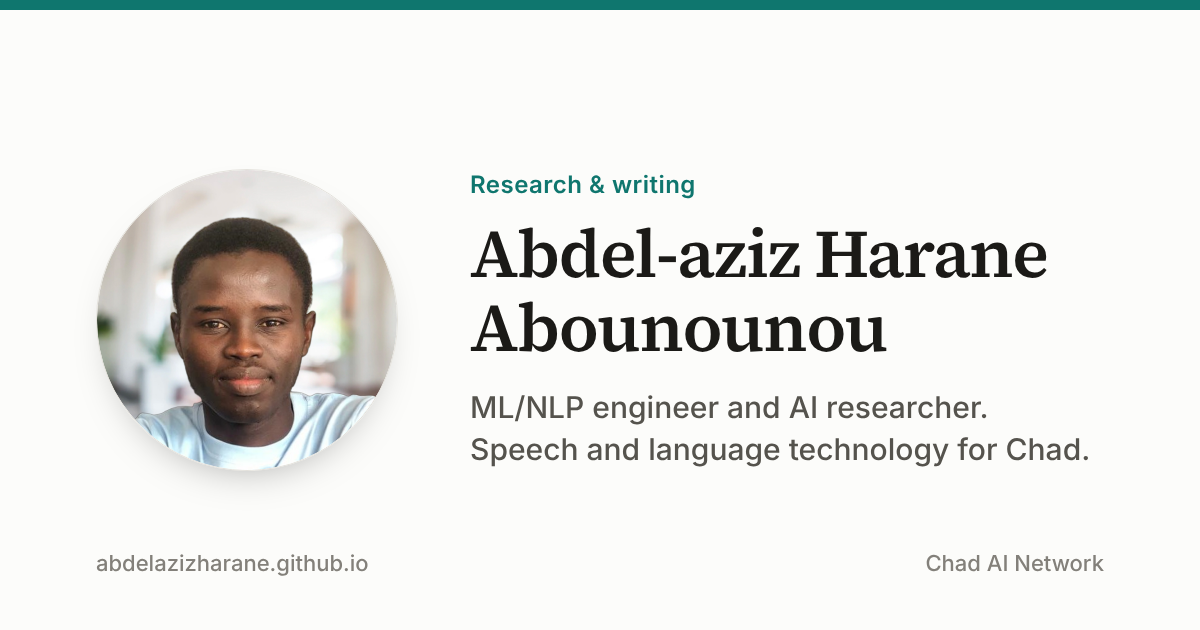 Research & writing
Abdel-aziz Harane
Abounounou
ML/NLP engineer and AI researcher.
Speech and language technology for Chad.
abdelazizharane.github.io
Chad AI Network